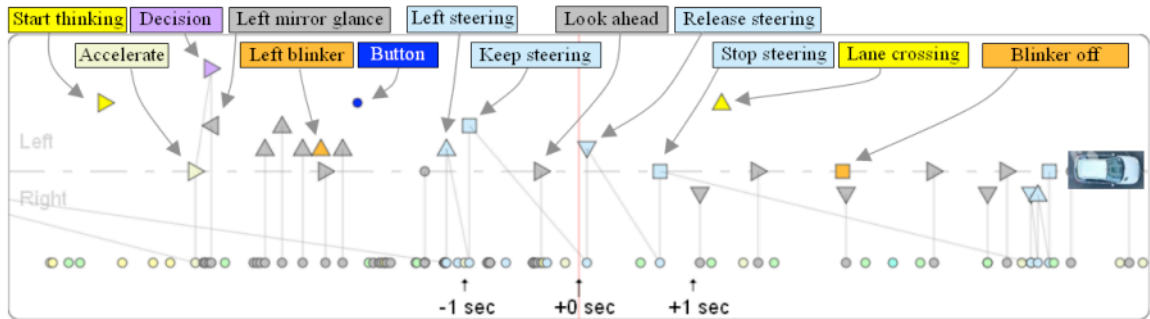 Start thinking
Decision
Left mirror glance
Left steering
Look ahead
Release steering
Accelerate
Left blinker
Button
Keep steering
Stop steering
Lane crossing
Blinker off
Left
Right
-1 sec
+0 sec
+1 sec